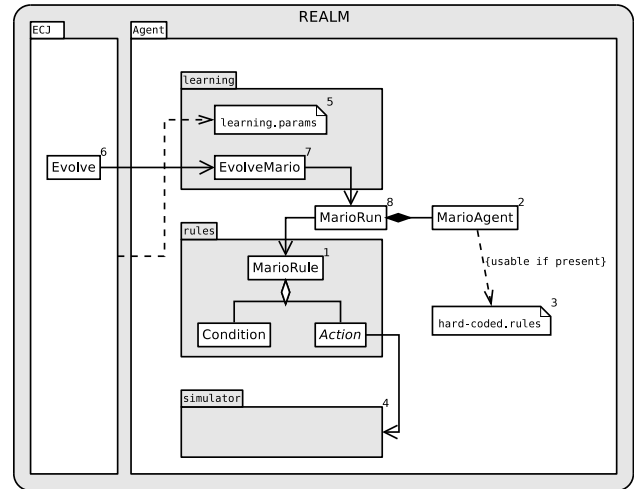 REALM
ECJ
Agent
learning
5
learning.params
6
Evolve
7
EvolveMario
8
MarioRun
2
MarioAgent
rules
1
MarioRule
{usable if present}
Condition
Action
3
hard-coded.rules
simulator
4